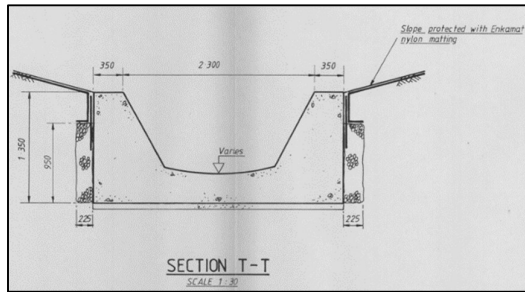 Slope protected with Enkamat
nylon matting
350
2 300
350
Varies
1 350
950
225
225
SECTION T-T
SCALE 1:30